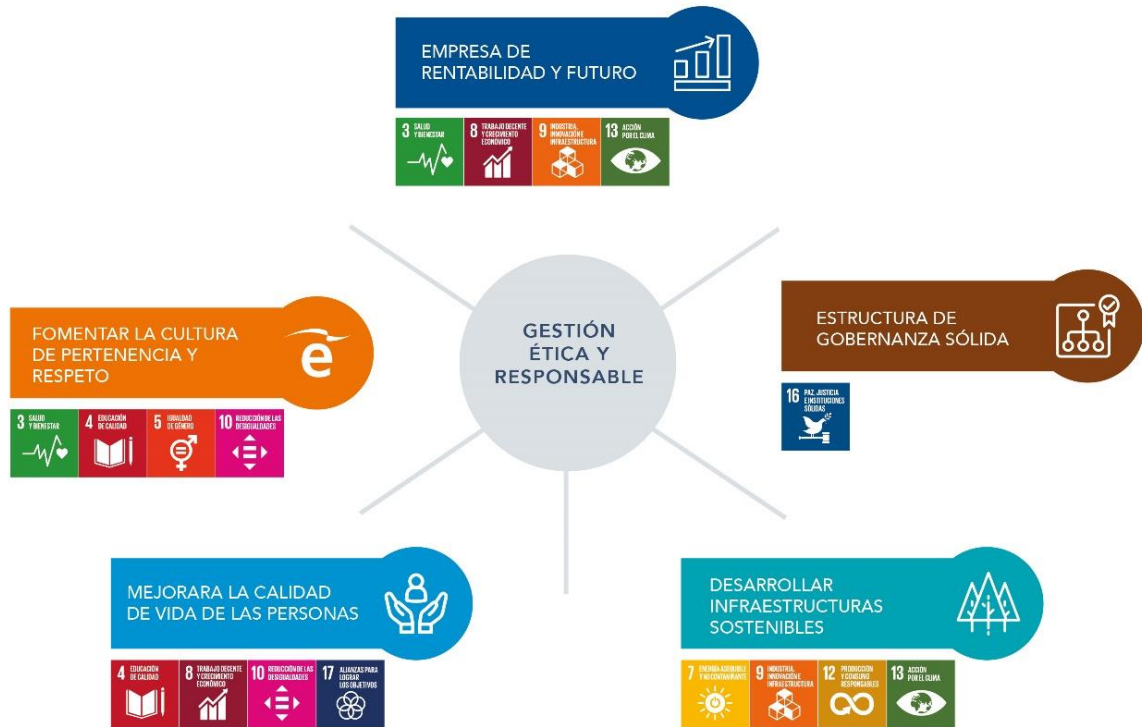 EMPRESA DE
RENTABILIDAD Y FUTURO
3 SALUD
Y BIENESTAR
8 TRABAJO DECENTE
Y CRECIMIENTO
ECONÓMICO
9 INDUSTRIA,
INNOVACIÓN E
INFRAESTRUCTURA
13 ACCIÓN
POR EL CLIMA
GESTIÓN
ÉTICA Y
RESPONSABLE
FOMENTAR LA CULTURA
DE PERTENENCIA Y
RESPETO
e
3 SALUD
Y BIENESTAR
4 EDUCACIÓN
DE CALIDAD
5 IGUALDAD
DE GÉNERO
10 REDUCCIÓN DE LAS
DESIGUALDADES
ESTRUCTURA DE
GOBERNANZA SÓLIDA
16 PAZ, JUSTICIA
E INSTITUCIONES
SÓLIDAS
MEJORARA LA CALIDAD
DE VIDA DE LAS PERSONAS
4 EDUCACIÓN
DE CALIDAD
8 TRABAJO DECENTE
Y CRECIMIENTO
ECONÓMICO
10 REDUCCIÓN DE LAS
DESIGUALDADES
17 ALIANZAS PARA
LOGRAR
LOS OBJETIVOS
DESARROLLAR
INFRAESTRUCTURAS
SOSTENIBLES
7 ENERGÍA ASEQUIBLE
Y NO CONTAMINANTE
9 INDUSTRIA,
INNOVACIÓN E
INFRAESTRUCTURA
12 PRODUCCIÓN
Y CONSUMO
RESPONSABLES
13 ACCIÓN
POR EL CLIMA